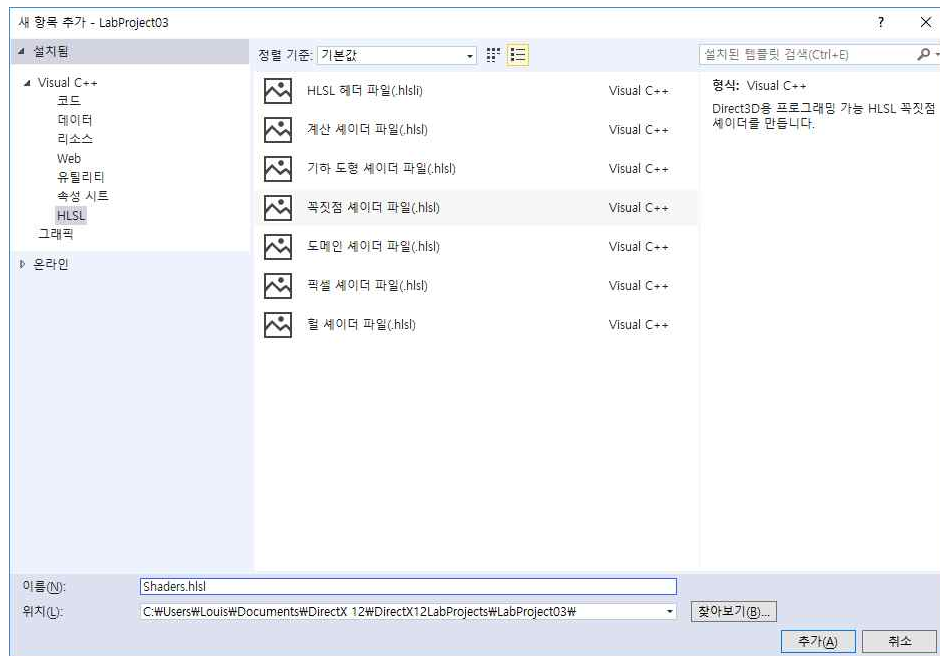 새 항목 추가 - LabProject03
? ×
설치됨
정렬 기준: 기본값
설치된 템플릿 검색(Ctrl+E)
Visual C++
코드
데이터
리소스
Web
유틸리티
속성 시트
HLSL
그래픽
온라인
HLSL 헤더 파일(.hlsli) Visual C++
계산 셰이더 파일(.hlsl) Visual C++
기하 도형 셰이더 파일(.hlsl) Visual C++
꼭짓점 셰이더 파일(.hlsl) Visual C++
도메인 셰이더 파일(.hlsl) Visual C++
픽셀 셰이더 파일(.hlsl) Visual C++
헐 셰이더 파일(.hlsl) Visual C++
형식: Visual C++
Direct3D용 프로그래밍 가능 HLSL 꼭짓점
셰이더를 만듭니다.
이름(N): Shaders.hlsl
위치(L): C:₩Users₩Louis₩Documents₩DirectX 12₩DirectX12LabProjects₩LabProject03₩
찾아보기(B)...
추가(A) 취소